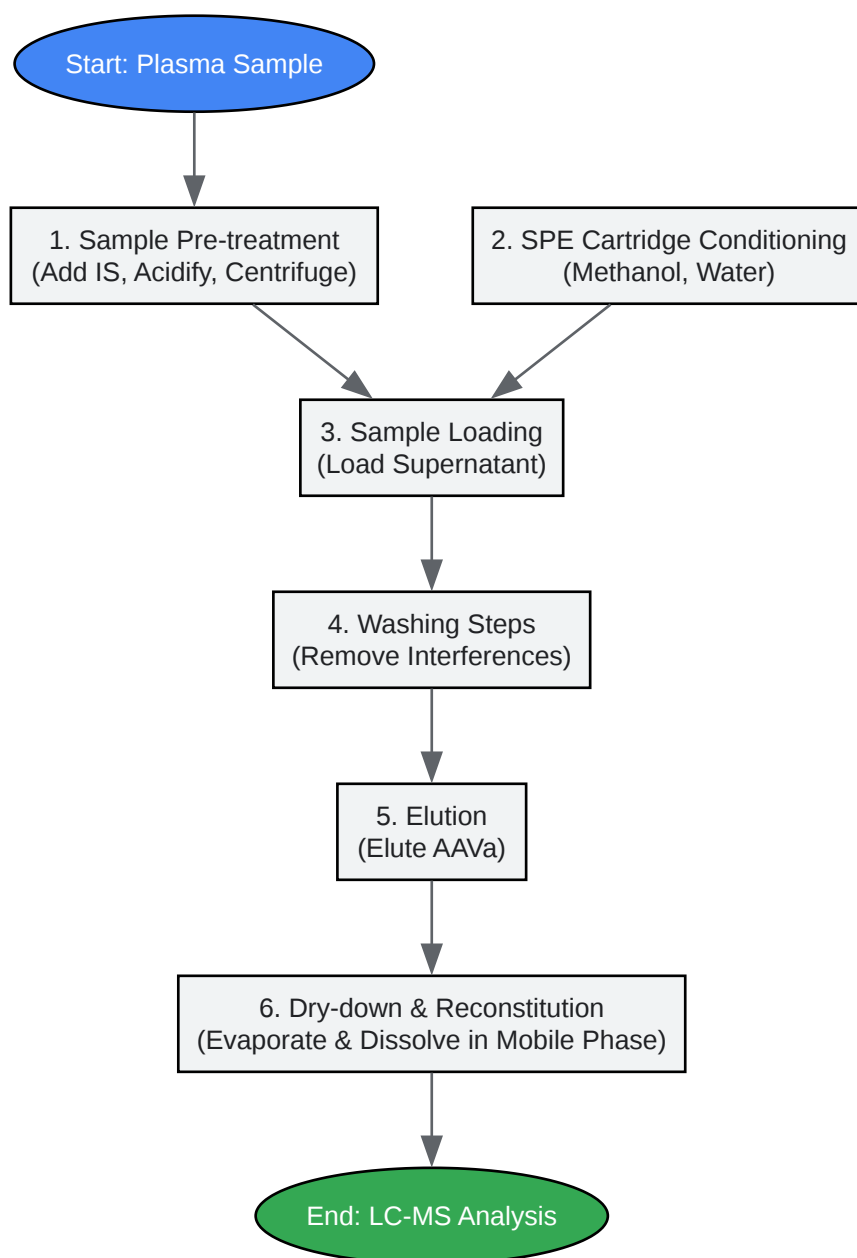 Start: Plasma Sample
1. Sample Pre-treatment
(Add IS, Acidify, Centrifuge)
2. SPE Cartridge Conditioning
(Methanol, Water)
3. Sample Loading
(Load Supernatant)
4. Washing Steps
(Remove Interferences)
5. Elution
(Elute AAVa)
6. Dry-down & Reconstitution
(Evaporate & Dissolve in Mobile Phase)
End: LC-MS Analysis